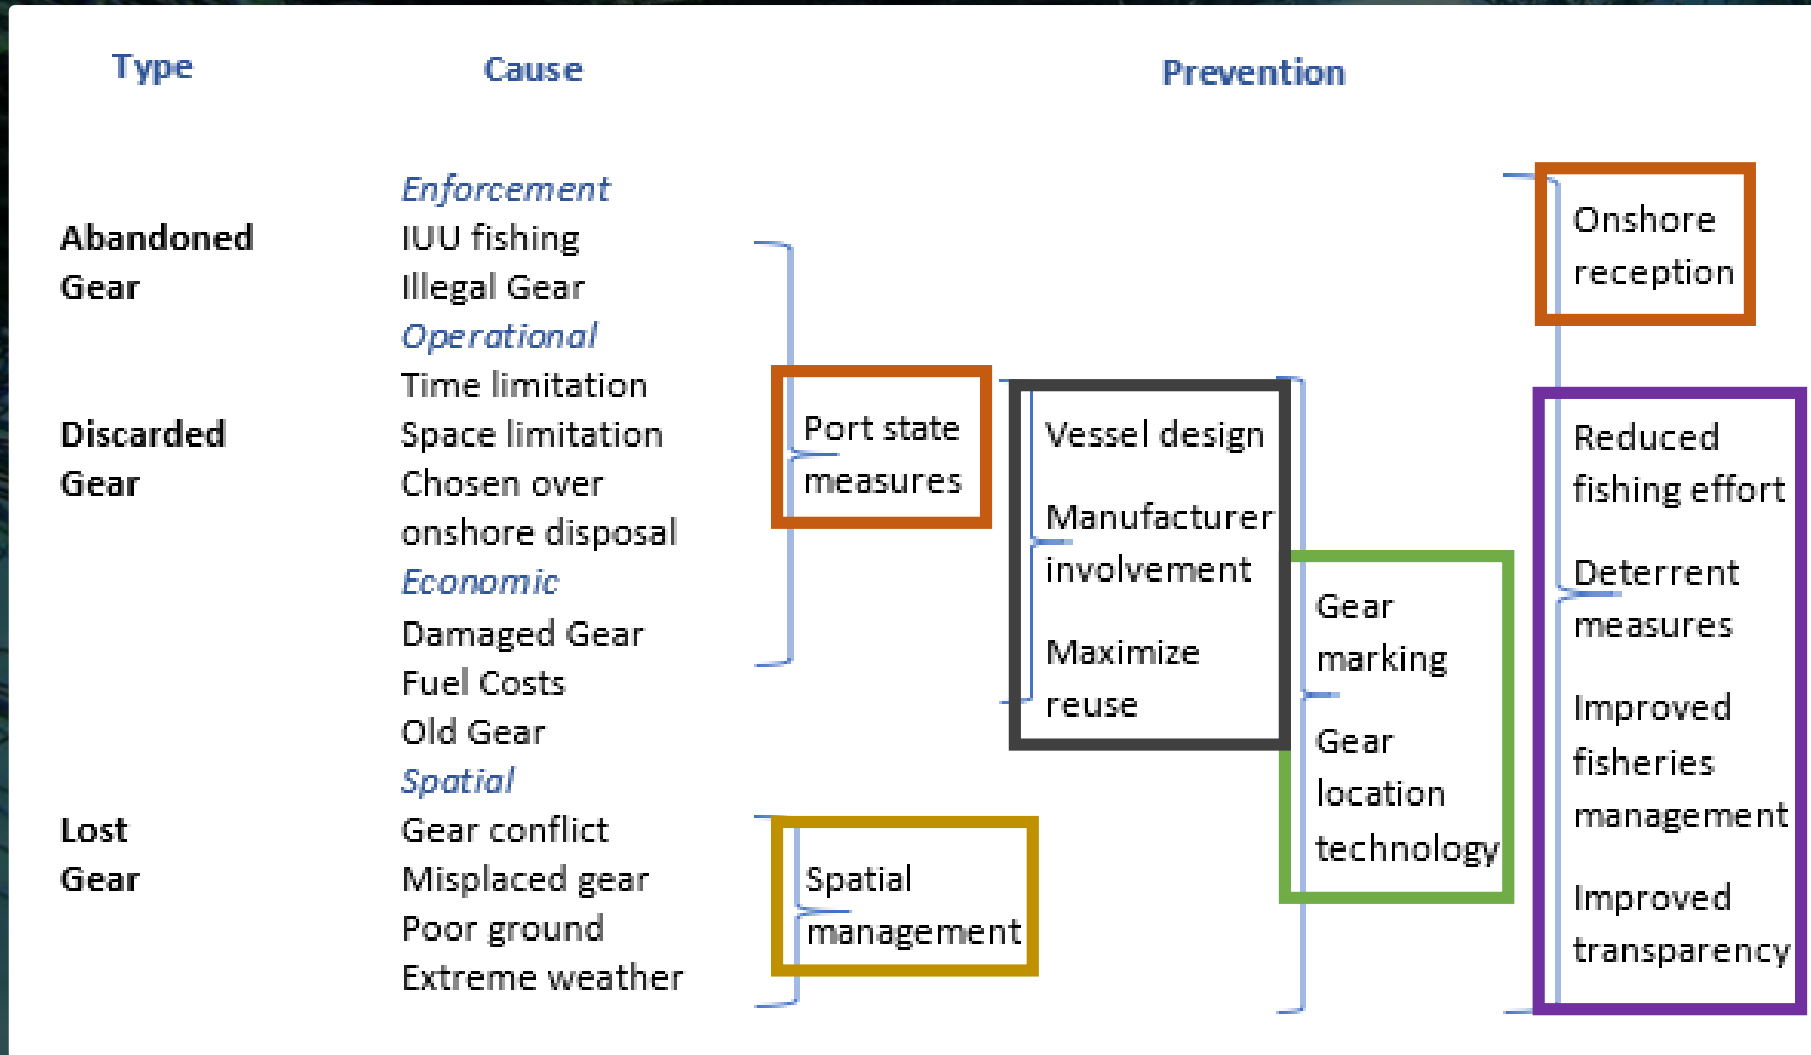 Type
Cause
Prevention
Enforcement
Abandoned
Gear
IUU fishing
Illegal Gear
Operational
Time limitation
Discarded
Gear
Space limitation
Chosen over
onshore disposal
Economic
Damaged Gear
Fuel Costs
Old Gear
Spatial
Lost
Gear
Gear conflict
Misplaced gear
Poor ground
Extreme weather
Port state
measures
Spatial
management
Vessel design
Manufacturer
involvement
Maximize
reuse
Gear
marking
Gear
location
technology
Onshore
reception
Reduced
fishing effort
Deterrent
measures
Improved
fisheries
management
Improved
transparency